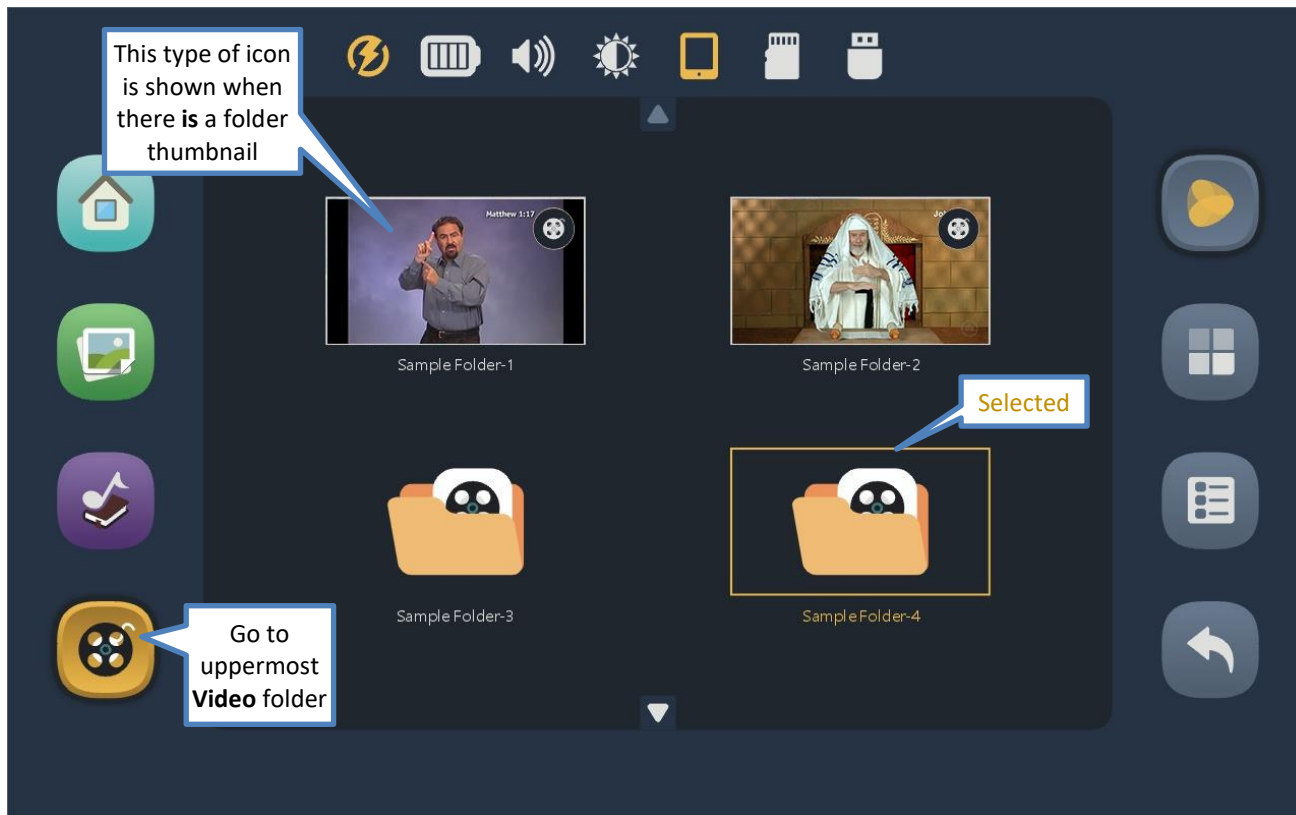 This type of icon
is shown when
there is a folder
thumbnail
Matthew 1:17
Sample Folder-1
Sample Folder-2
Selected
Sample Folder-3
Sample Folder-4
Go to
uppermost
Video folder